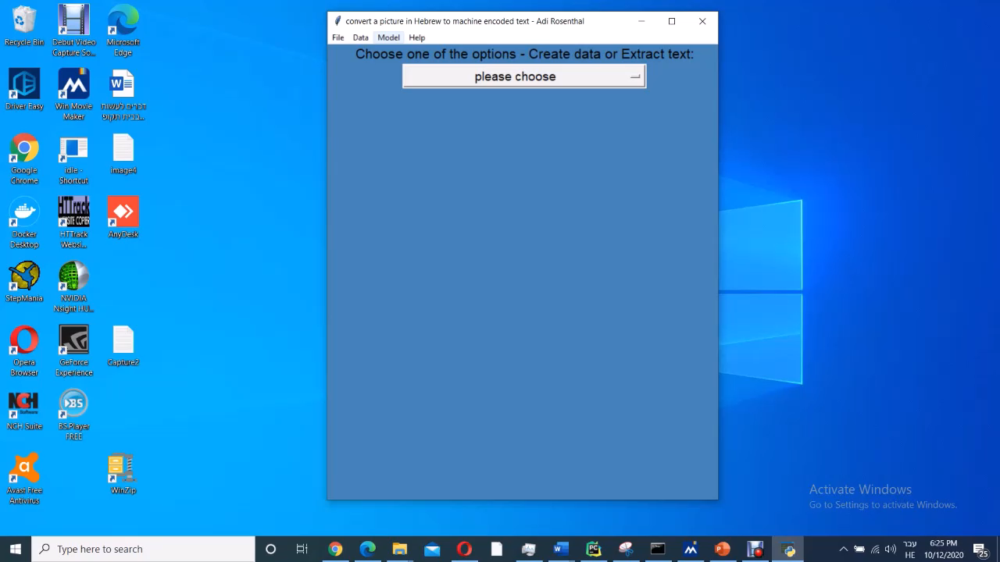 convert a picture in Hebrew to machine encoded text - Adi Rosenthal
File Data Model Help
Choose one of the options - Create data or Extract text:
please choose
Recycle Bin
Debut Video Capture So...
Microsoft Edge
Driver Easy
Win Movie Maker
דברים לעשות בבית תקופ...
Google Chrome
idle - Shortcut
image4
Docker Desktop
HTTrack Websi...
AnyDesk
StepMania
NVIDIA Nsight HU...
Opera Browser
GeForce Experience
Capture2
NCH Suite
BS.Player FREE
Avast Free Antivirus
WinZip
Activate Windows
Go to Settings to activate Windows.
Type here to search
HE
עבר
6:25 PM
10/12/2020
25